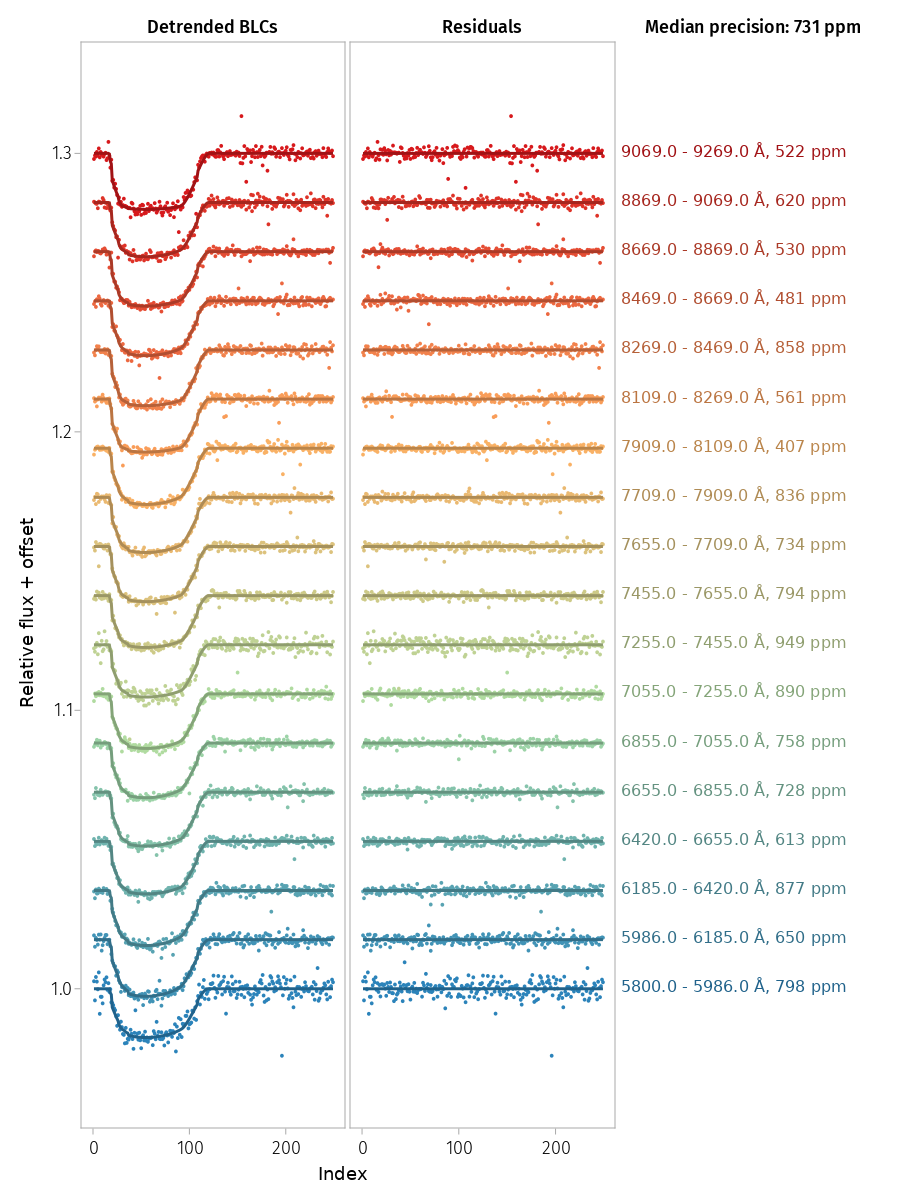 Detrended BLCs
Residuals
Median precision: 731 ppm
1.3
1.2
1.1
1.0
Relative flux + offset
9069.0 - 9269.0 Å, 522 ppm
8869.0 - 9069.0 Å, 620 ppm
8669.0 - 8869.0 Å, 530 ppm
8469.0 - 8669.0 Å, 481 ppm
8269.0 - 8469.0 Å, 858 ppm
8109.0 - 8269.0 Å, 561 ppm
7909.0 - 8109.0 Å, 407 ppm
7709.0 - 7909.0 Å, 836 ppm
7655.0 - 7709.0 Å, 734 ppm
7455.0 - 7655.0 Å, 794 ppm
7255.0 - 7455.0 Å, 949 ppm
7055.0 - 7255.0 Å, 890 ppm
6855.0 - 7055.0 Å, 758 ppm
6655.0 - 6855.0 Å, 728 ppm
6420.0 - 6655.0 Å, 613 ppm
6185.0 - 6420.0 Å, 877 ppm
5986.0 - 6185.0 Å, 650 ppm
5800.0 - 5986.0 Å, 798 ppm
0 100 200
0 100 200
Index